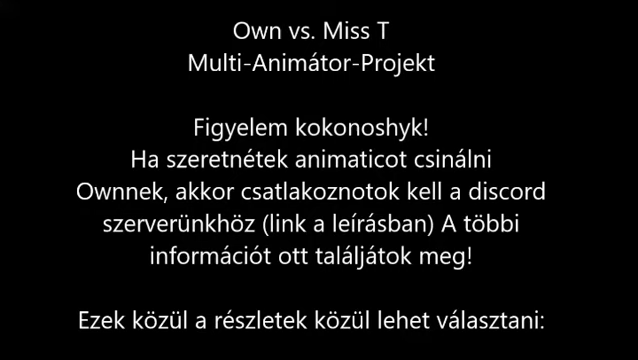 Own vs. Miss T
Multi-Animátor-Projekt
Figyelem kokonoshyk!
Ha szeretnétek animaticot csinálni
Ownnek, akkor csatlakoznotok kell a discord
szerverünkhöz (link a leírásban) A többi
információt ott találjátok meg!
Ezek közül a részletek közül lehet választani: